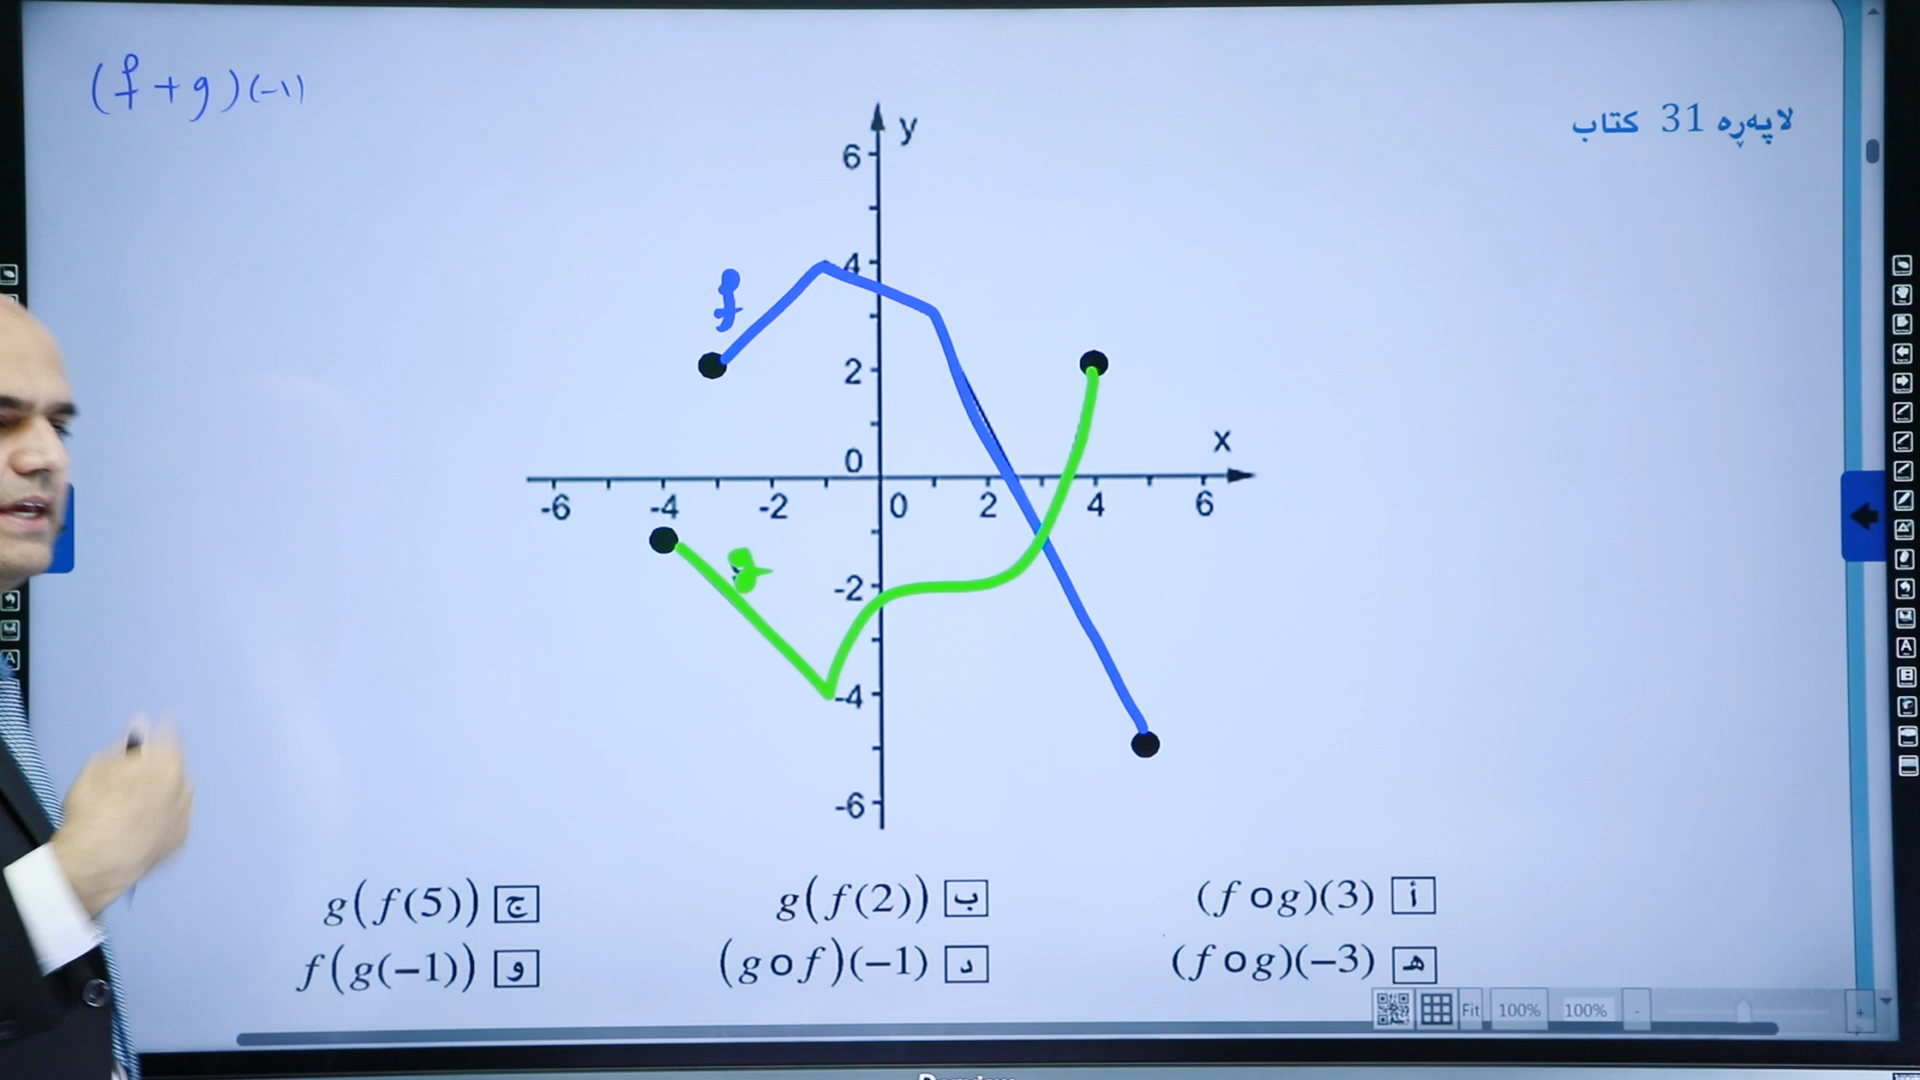 (f+g)(-1)
لاپەڕە 31 کتاب
y
6
4
f
2
x
0
-6 -4 -2 0 2 4 6
g
-2
-4
-6
أ (f o g)(3) ب g(f(2)) ج g(f(5))
هـ (f o g)(−3) د (g o f)(−1) و f(g(−1))
Fit 100% 100% - +